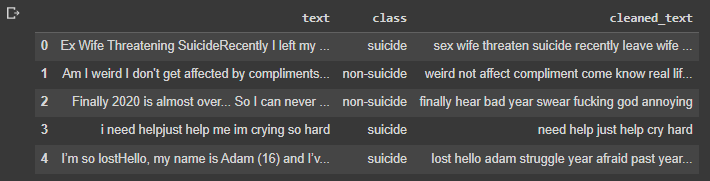 text class cleaned_text
0 Ex Wife Threatening SuicideRecently I left my ... suicide sex wife threaten suicide recently leave wife ...
1 Am I weird I don't get affected by compliments... non-suicide weird not affect compliment come know real lif...
2 Finally 2020 is almost over... So I can never ... non-suicide finally hear bad year swear fucking god annoying
3 i need helpjust help me im crying so hard suicide need help just help cry hard
4 I'm so lostHello, my name is Adam (16) and I'v... suicide lost hello adam struggle year afraid past year...